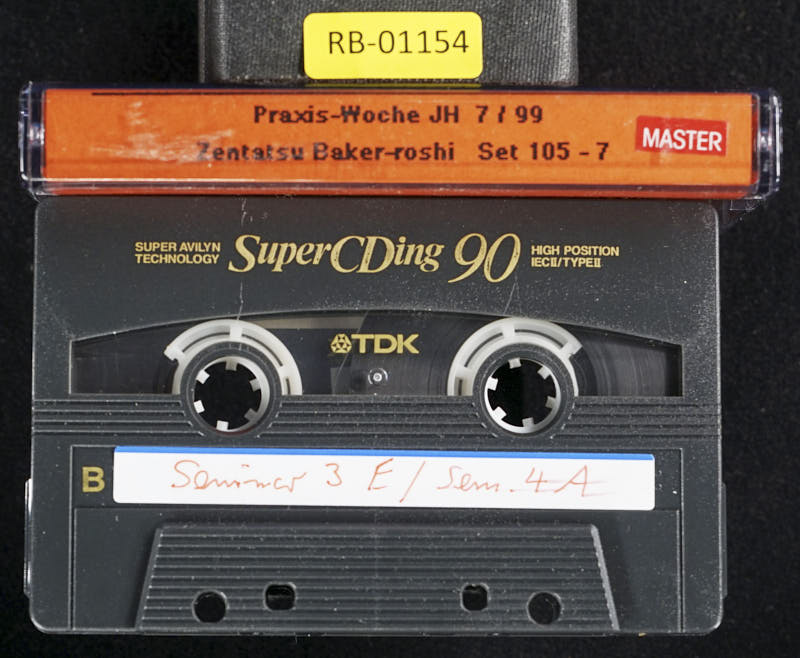 RB-01154
Praxis-Woche JH 7 / 99
Zentatsu Baker-roshi Set 105 - 7
MASTER
SUPER AVILYN
TECHNOLOGY
SuperCDing 90
HIGH POSITION
IECII/TYPEII
TDK
B
Seminar 3 E / Sem. 4 A